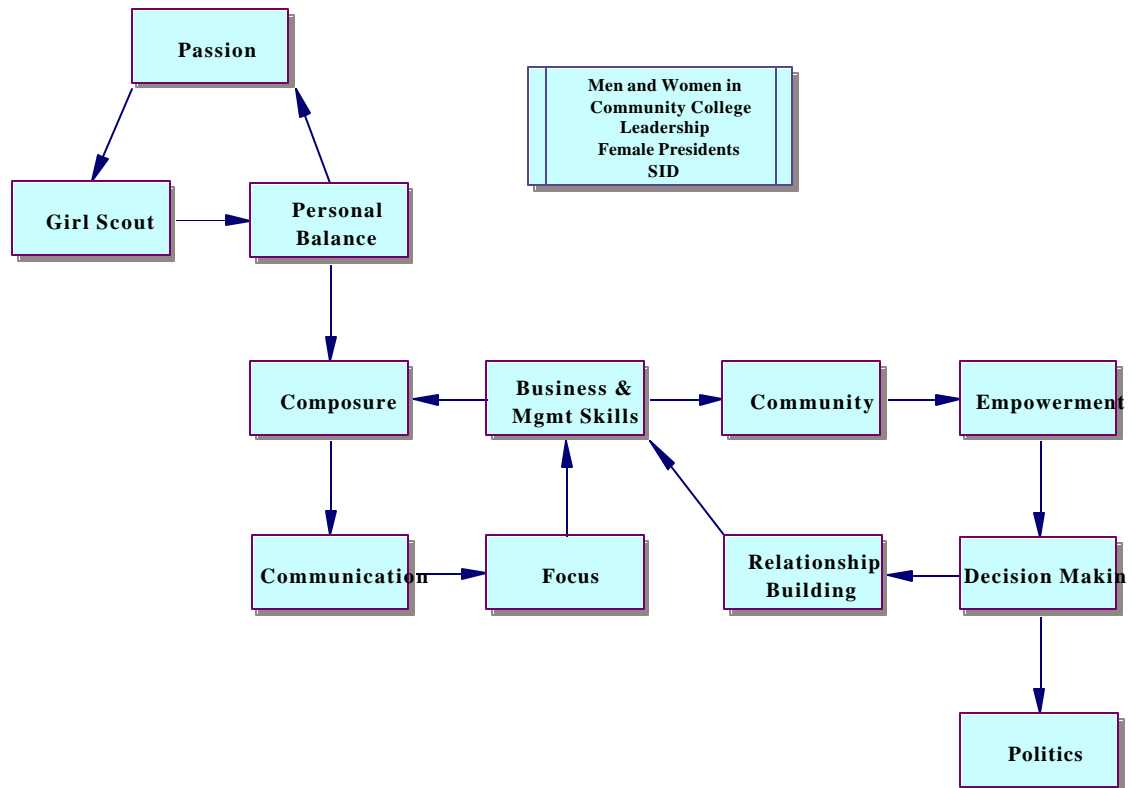 Passion
Men and Women in
Community College
Leadership
Female Presidents
SID
Girl Scout
Personal
Balance
Composure
Business &
Mgmt Skills
Community
Empowerment
Communication
Focus
Relationship
Building
Decision Makin
Politics